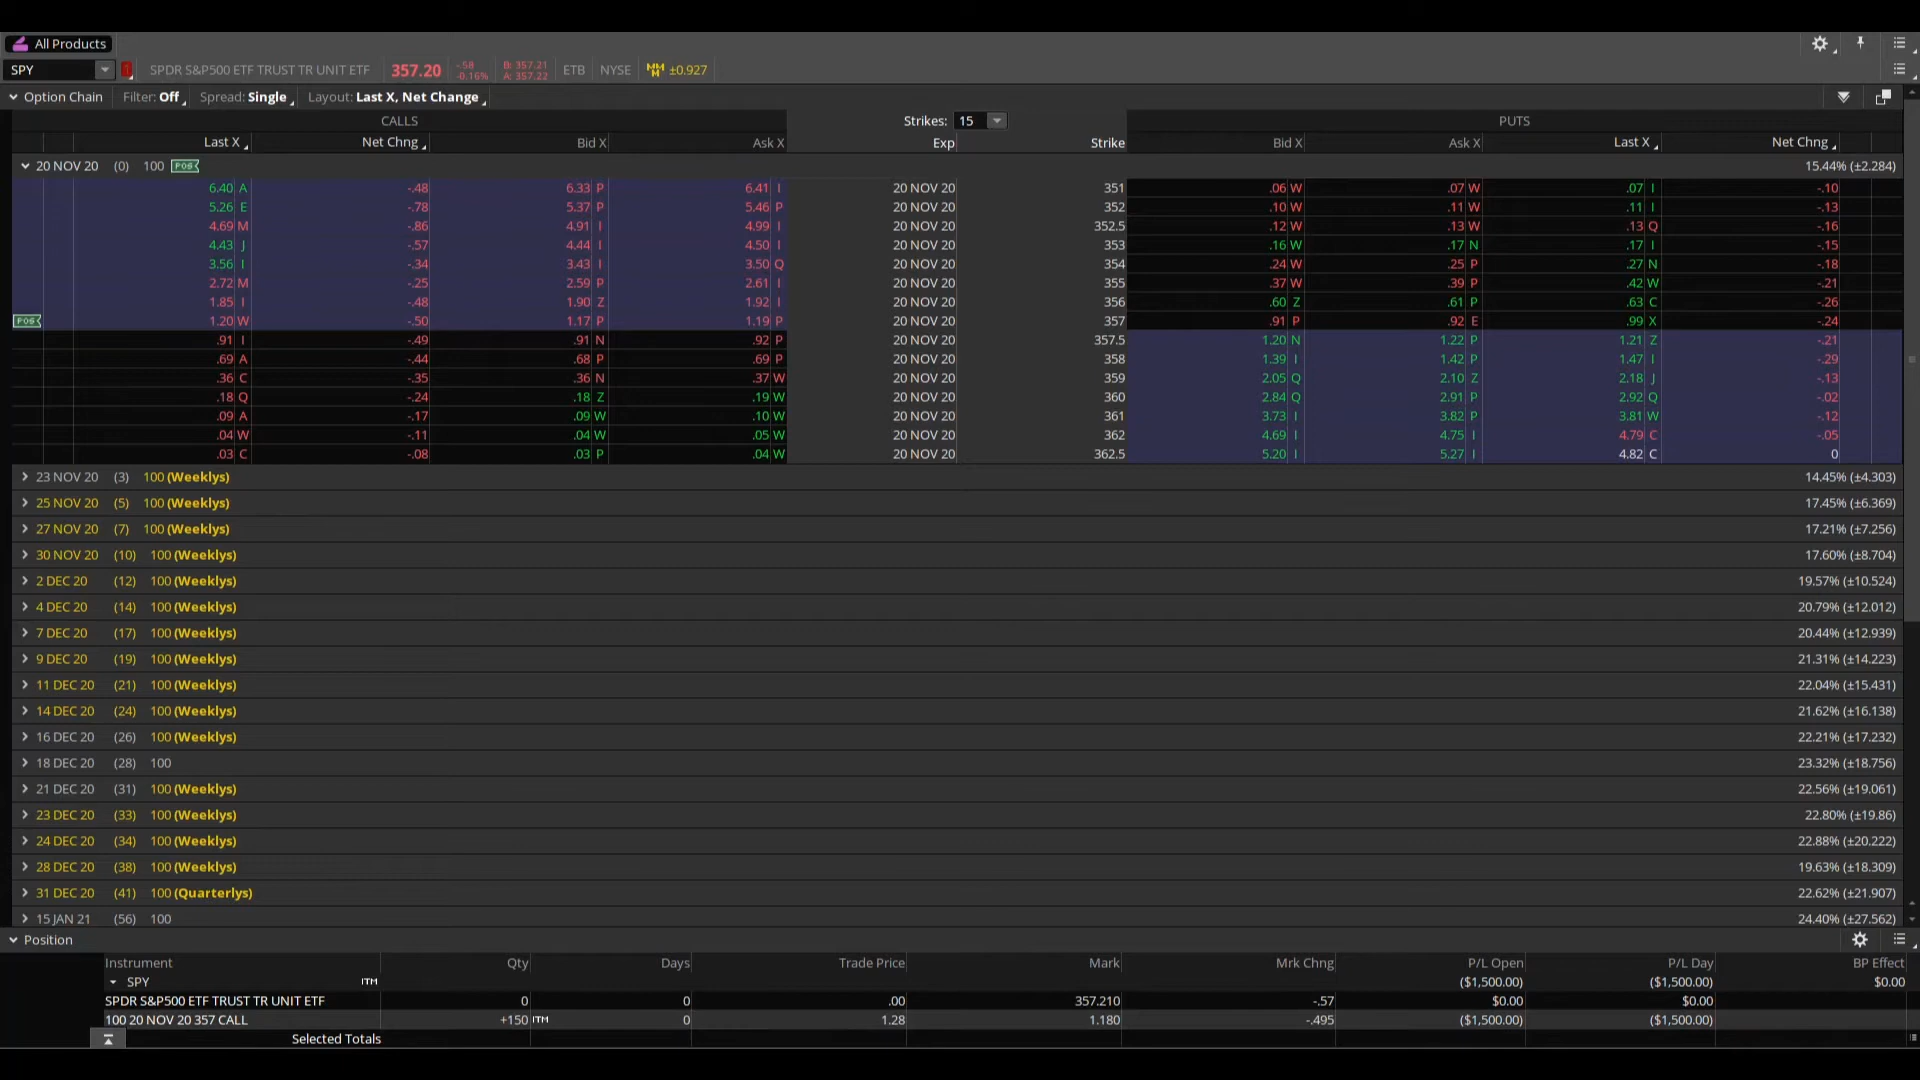 All Products
SPY SPDR S&P500 ETF TRUST TR UNIT ETF 357.20 -.58 -0.16% B: 357.21 A: 357.22 ETB NYSE ±0.927
Option Chain Filter: Off Spread: Single Layout: Last X, Net Change
CALLS Strikes: 15 PUTS
Last X Net Chng Bid X Ask X Exp Strike Bid X Ask X Last X Net Chng
20 NOV 20 (0) 100 POS 15.44% (±2.284)
6.40 A -.48 6.33 P 6.41 I 20 NOV 20 351 .06 W .07 W .07 I -.10
5.26 E -.78 5.37 P 5.46 P 20 NOV 20 352 .10 W .11 W .11 I -.13
4.69 M -.86 4.91 I 4.99 I 20 NOV 20 352.5 .12 W .13 W .13 Q -.16
4.43 J -.57 4.44 I 4.50 I 20 NOV 20 353 .16 W .17 N .17 I -.15
3.56 I -.34 3.43 I 3.50 Q 20 NOV 20 354 .24 W .25 P .27 N -.18
2.72 M -.25 2.59 P 2.61 I 20 NOV 20 355 .37 W .39 P .42 W -.21
1.85 I -.48 1.90 Z 1.92 I 20 NOV 20 356 .60 Z .61 P .63 C -.26
POS 1.20 W -.50 1.17 P 1.19 P 20 NOV 20 357 .91 P .92 E .99 X -.24
.91 I -.49 .91 N .92 P 20 NOV 20 357.5 1.20 N 1.22 P 1.21 Z -.21
.69 A -.44 .68 P .69 P 20 NOV 20 358 1.39 I 1.42 P 1.47 I -.29
.36 C -.35 .36 N .37 W 20 NOV 20 359 2.05 Q 2.10 Z 2.18 J -.13
.18 Q -.24 .18 Z .19 W 20 NOV 20 360 2.84 Q 2.91 P 2.92 Q -.02
.09 A -.17 .09 W .10 W 20 NOV 20 361 3.73 I 3.82 P 3.81 W -.12
.04 W -.11 .04 W .05 W 20 NOV 20 362 4.69 I 4.75 I 4.79 C -.05
.03 C -.08 .03 P .04 W 20 NOV 20 362.5 5.20 I 5.27 I 4.82 C 0
23 NOV 20 (3) 100 (Weeklys) 14.45% (±4.303)
25 NOV 20 (5) 100 (Weeklys) 17.45% (±6.369)
27 NOV 20 (7) 100 (Weeklys) 17.21% (±7.256)
30 NOV 20 (10) 100 (Weeklys) 17.60% (±8.704)
2 DEC 20 (12) 100 (Weeklys) 19.57% (±10.524)
4 DEC 20 (14) 100 (Weeklys) 20.79% (±12.012)
7 DEC 20 (17) 100 (Weeklys) 20.44% (±12.939)
9 DEC 20 (19) 100 (Weeklys) 21.31% (±14.223)
11 DEC 20 (21) 100 (Weeklys) 22.04% (±15.431)
14 DEC 20 (24) 100 (Weeklys) 21.62% (±16.138)
16 DEC 20 (26) 100 (Weeklys) 22.21% (±17.232)
18 DEC 20 (28) 100 23.32% (±18.756)
21 DEC 20 (31) 100 (Weeklys) 22.56% (±19.061)
23 DEC 20 (33) 100 (Weeklys) 22.80% (±19.86)
24 DEC 20 (34) 100 (Weeklys) 22.88% (±20.222)
28 DEC 20 (38) 100 (Weeklys) 19.63% (±18.309)
31 DEC 20 (41) 100 (Quarterlys) 22.62% (±21.907)
15 JAN 21 (56) 100 24.40% (±27.562)
Position
Instrument Qty Days Trade Price Mark Mrk Chng P/L Open P/L Day BP Effect
SPY ITM ($1,500.00) ($1,500.00) $0.00
SPDR S&P500 ETF TRUST TR UNIT ETF 0 0 .00 357.210 -.57 $0.00 $0.00
100 20 NOV 20 357 CALL +150 ITM 0 1.28 1.180 -.495 ($1,500.00) ($1,500.00)
Selected Totals